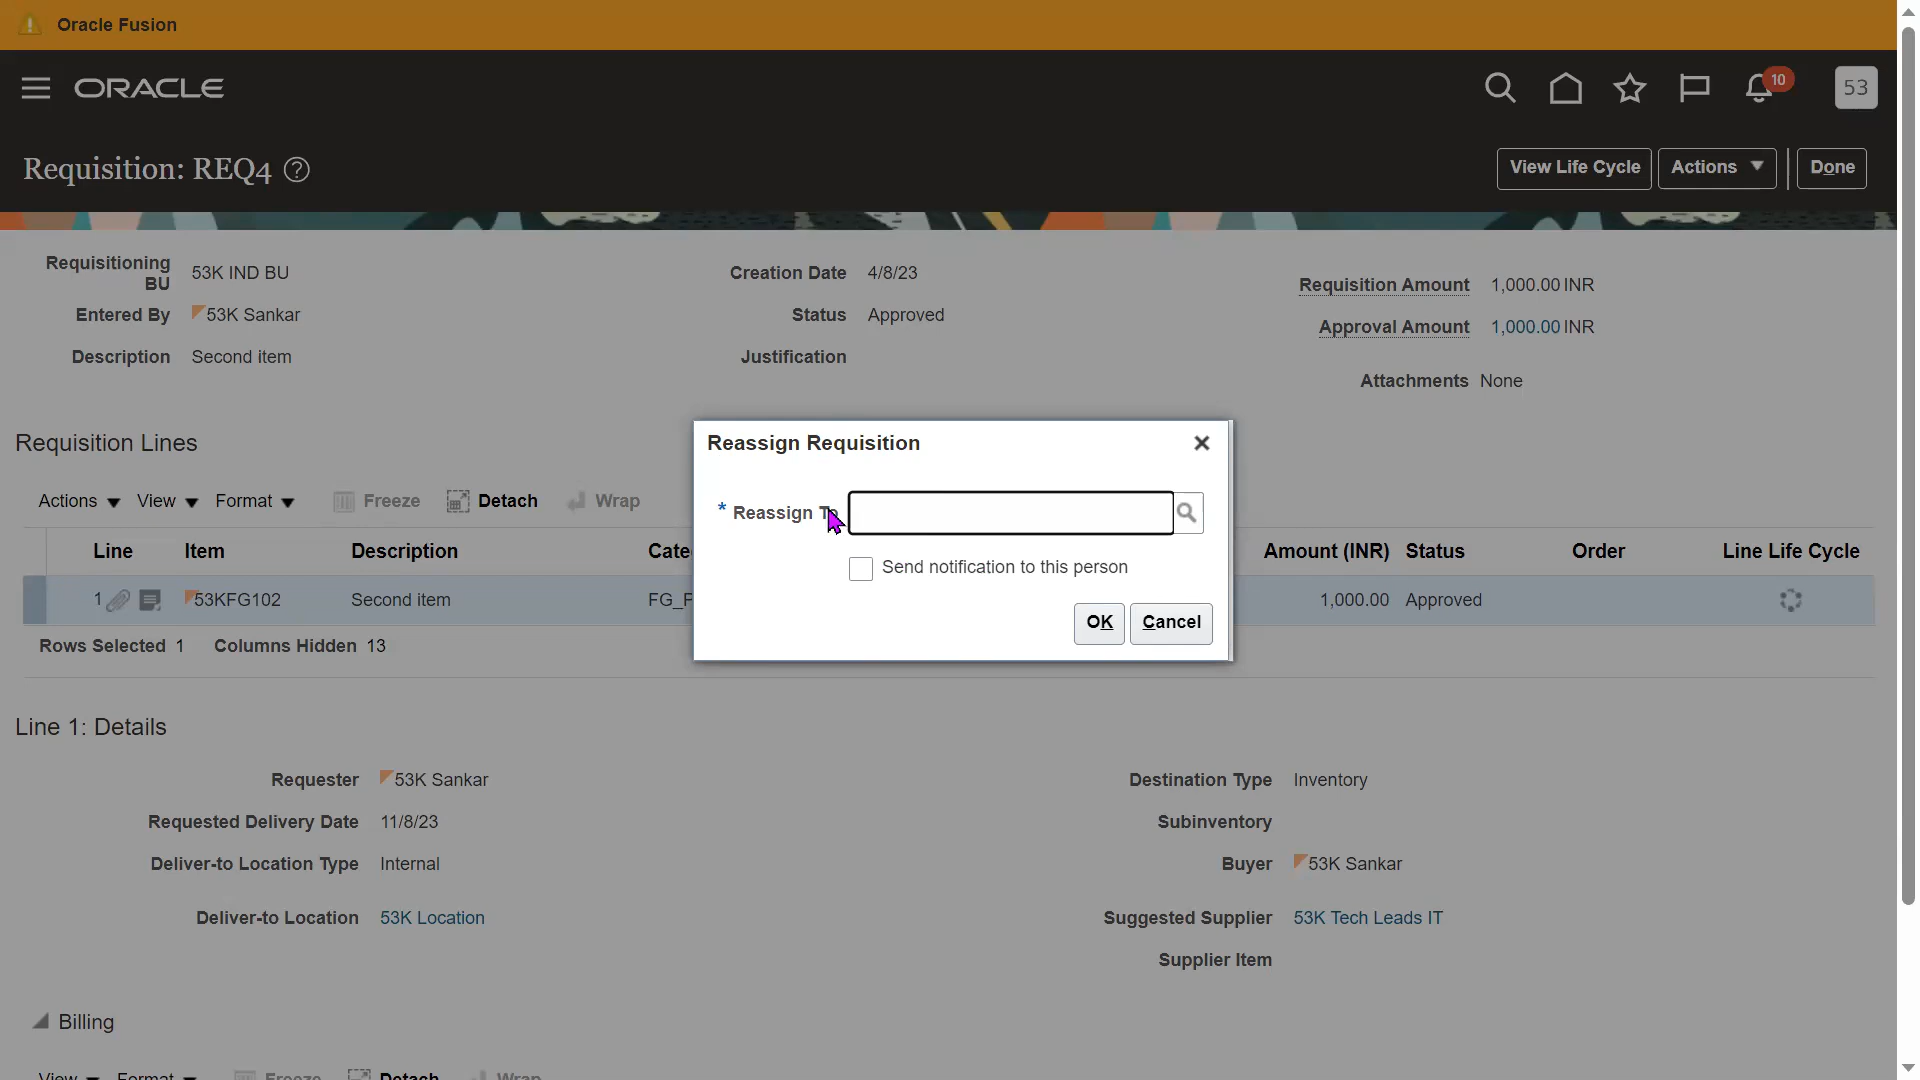 Oracle Fusion
ORACLE
10
53
Requisition: REQ4 ?
View Life Cycle
Actions
Done
Requisitioning BU 53K IND BU
Entered By 53K Sankar
Description Second item
Creation Date 4/8/23
Status Approved
Justification
Requisition Amount 1,000.00 INR
Approval Amount 1,000.00 INR
Attachments None
Requisition Lines
Actions View Format Freeze Detach Wrap
Line Item Description Amount (INR) Status Order Line Life Cycle
1 53KFG102 Second item 1,000.00 Approved
Rows Selected 1 Columns Hidden 13
Reassign Requisition
* Reassign To
Send notification to this person
OK Cancel
Line 1: Details
Requester 53K Sankar
Requested Delivery Date 11/8/23
Deliver-to Location Type Internal
Deliver-to Location 53K Location
Destination Type Inventory
Subinventory
Buyer 53K Sankar
Suggested Supplier 53K Tech Leads IT
Supplier Item
Billing
View Format Freeze Detach Wrap